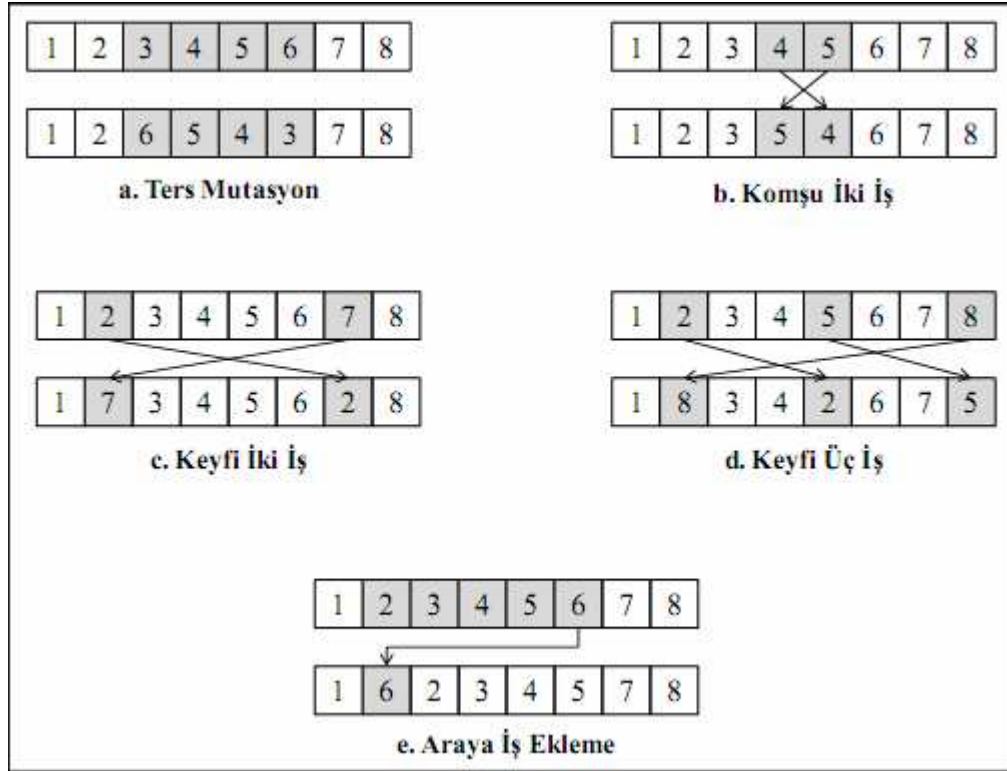 1 2 3 4 5 6 7 8
1 2 6 5 4 3 7 8
a. Ters Mutasyon
1 2 3 4 5 6 7 8
1 2 3 5 4 6 7 8
b. Komşu İki İş
1 2 3 4 5 6 7 8
1 7 3 4 5 6 2 8
c. Keyfi İki İş
1 2 3 4 5 6 7 8
1 8 3 4 2 6 7 5
d. Keyfi Üç İş
1 2 3 4 5 6 7 8
1 6 2 3 4 5 7 8
e. Araya İş Ekleme